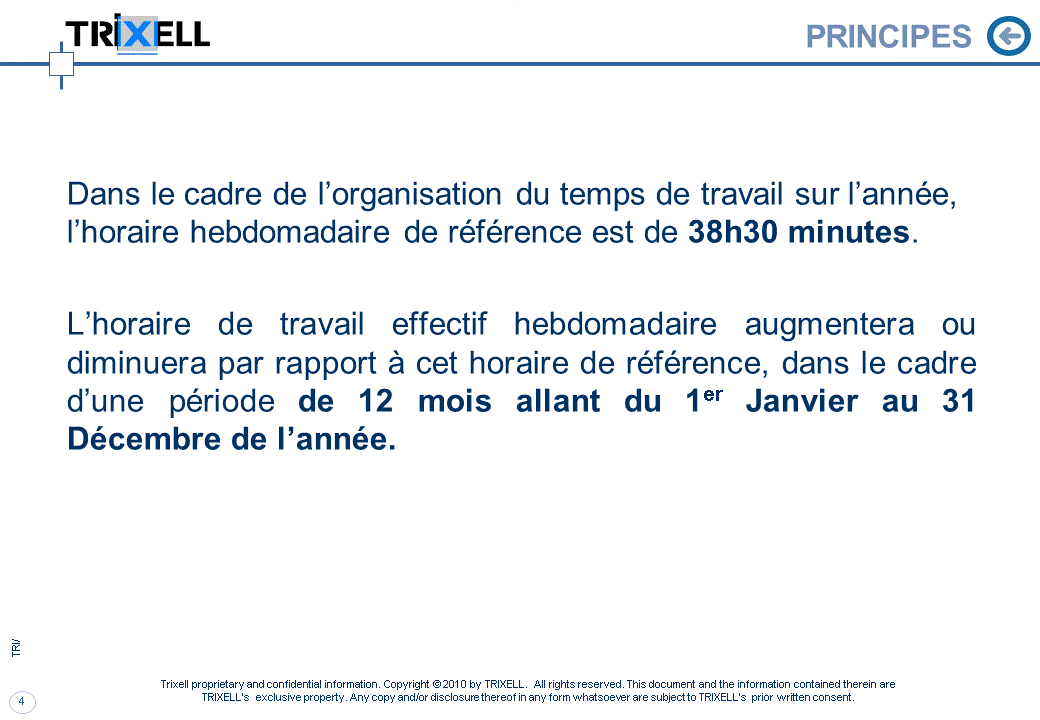 TRiXELL
PRINCIPES
Dans le cadre de l’organisation du temps de travail sur l’année,
l’horaire hebdomadaire de référence est de 38h30 minutes.
L’horaire de travail effectif hebdomadaire augmentera ou
diminuera par rapport à cet horaire de référence, dans le cadre
d’une période de 12 mois allant du 1er Janvier au 31
Décembre de l’année.
TRI/
Trixell proprietary and confidential information. Copyright ©2010 by TRIXELL. All rights reserved. This document and the information contained therein are
TRIXELL's exclusive property. Any copy and/or disclosure thereof in any form whatsoever are subject to TRIXELL's prior written consent.
4